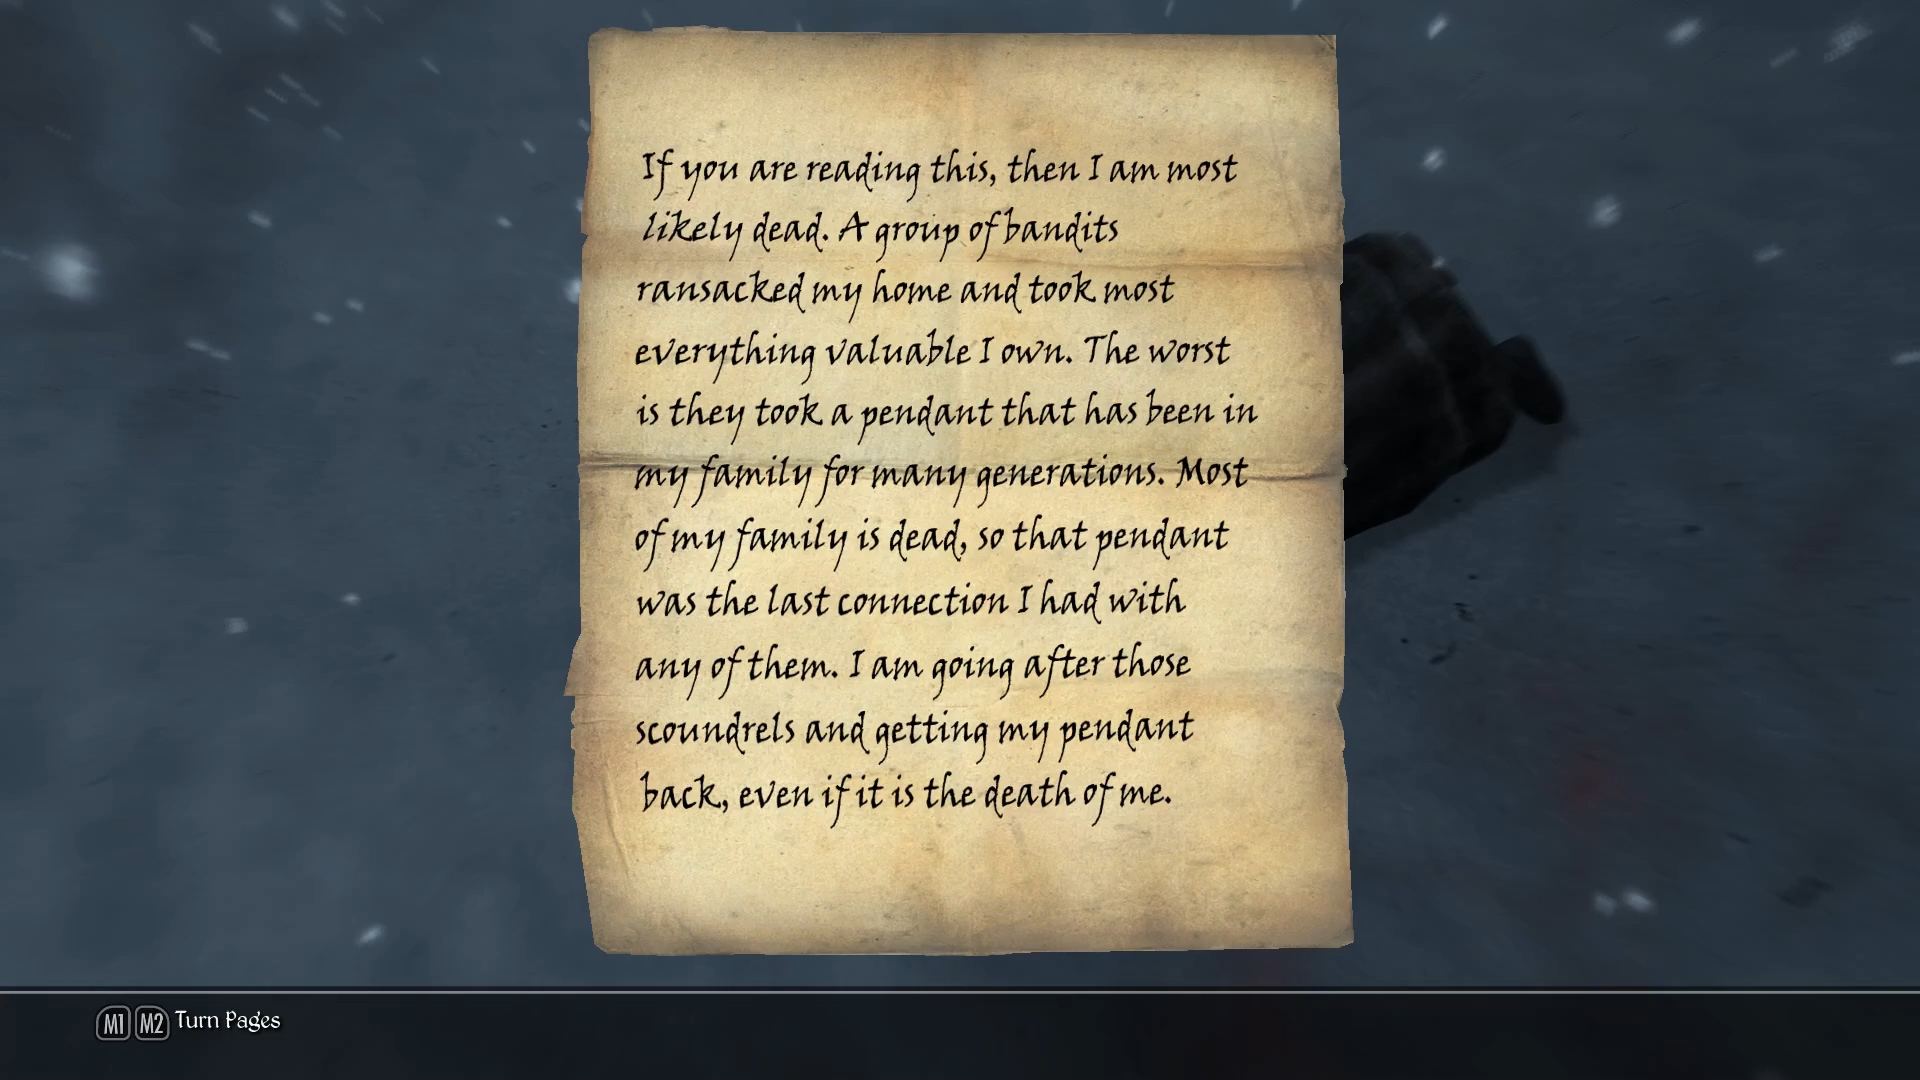 If you are reading this, then I am most
likely dead. A group of bandits
ransacked my home and took most
everything valuable I own. The worst
is they took a pendant that has been in
my family for many generations. Most
of my family is dead, so that pendant
was the last connection I had with
any of them. I am going after those
scoundrels and getting my pendant
back, even if it is the death of me.
M1 M2 Turn Pages